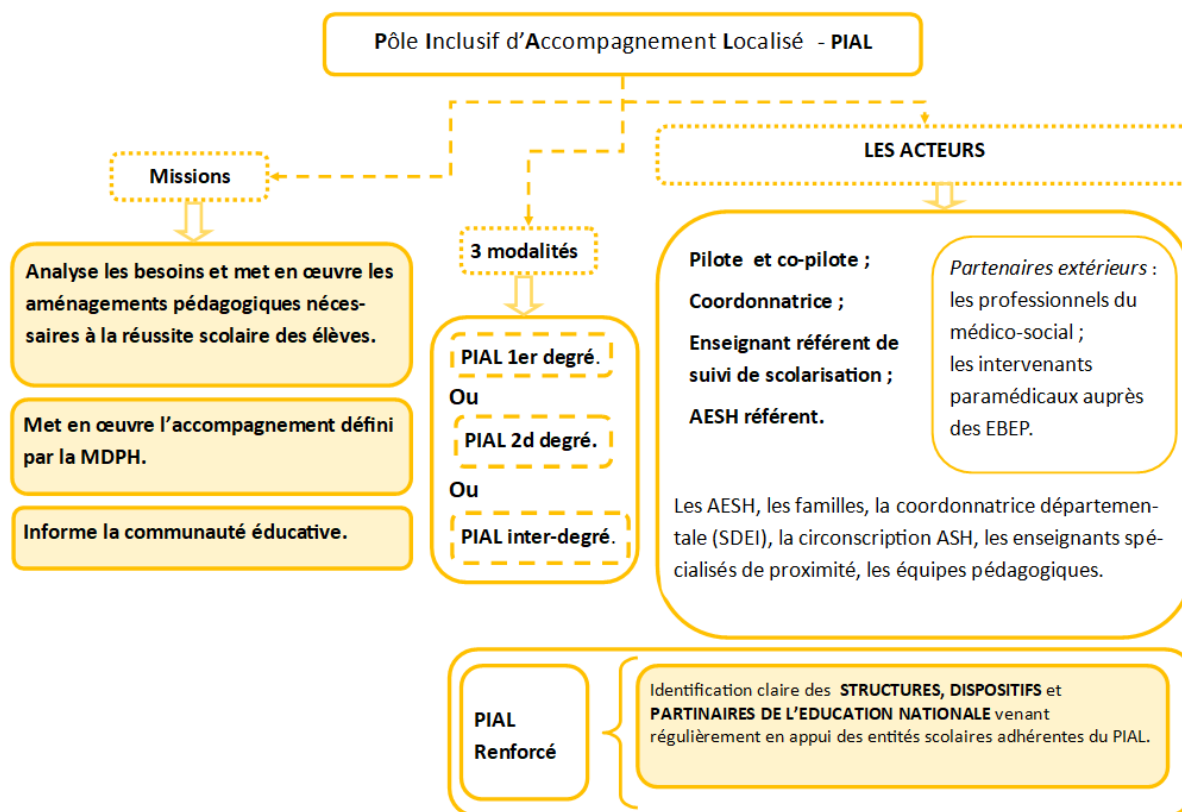 Pôle Inclusif d'Accompagnement Localisé - PIAL
Missions
Analyse les besoins et met en œuvre les
aménagements pédagogiques néces-
saires à la réussite scolaire des élèves.
Met en œuvre l'accompagnement défini
par la MDPH.
Informe la communauté éducative.
3 modalités
PIAL 1er degré.
Ou
PIAL 2d degré.
Ou
PIAL inter-degré.
LES ACTEURS
Pilote et co-pilote ;
Coordonnatrice ;
Enseignant référent de
suivi de scolarisation ;
AESH référent.
Partenaires extérieurs :
les professionnels du
médico-social ;
les intervenants
paramédicaux auprès
des EBEP.
Les AESH, les familles, la coordonnatrice départemen-
tale (SDEI), la circonscription ASH, les enseignants spé-
cialisés de proximité, les équipes pédagogiques.
PIAL
Renforcé
Identification claire des STRUCTURES, DISPOSITIFS et
PARTINAIRES DE L'EDUCATION NATIONALE venant
régulièrement en appui des entités scolaires adhérentes du PIAL.